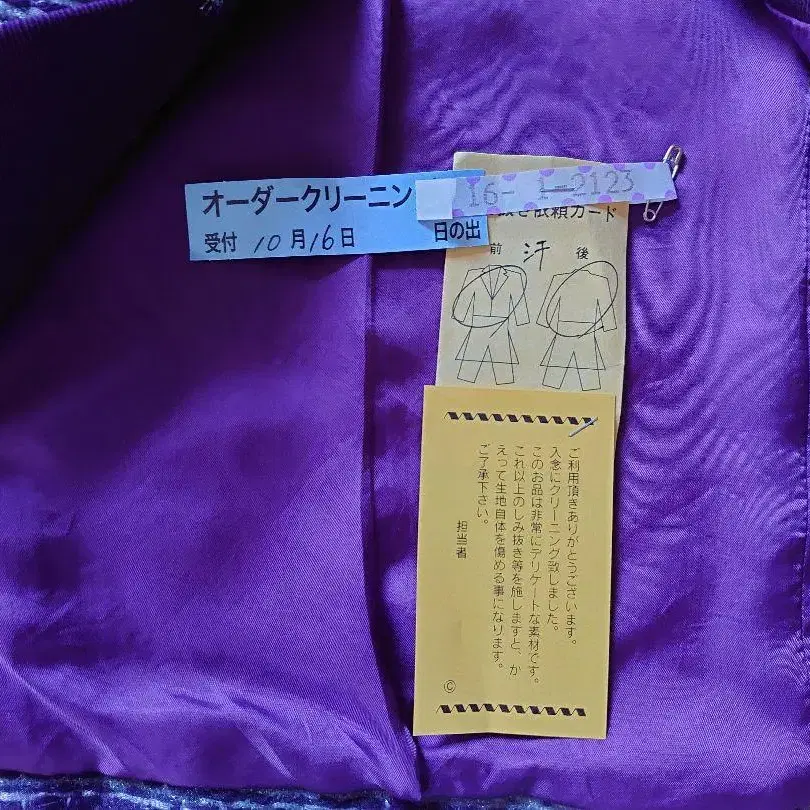 オーダークリーニン
受付 10月16日 日の出
16- 1-2123
抜き依頼カード
前 汗 後
ご利用頂きありがとうございます。
入念にクリーニング致しました。
このお品は非常にデリケートな素材です。
これ以上のしみ抜き等を施しますと、か
えって生地自体を傷める事になります。
ご了承下さい。
担当者
©